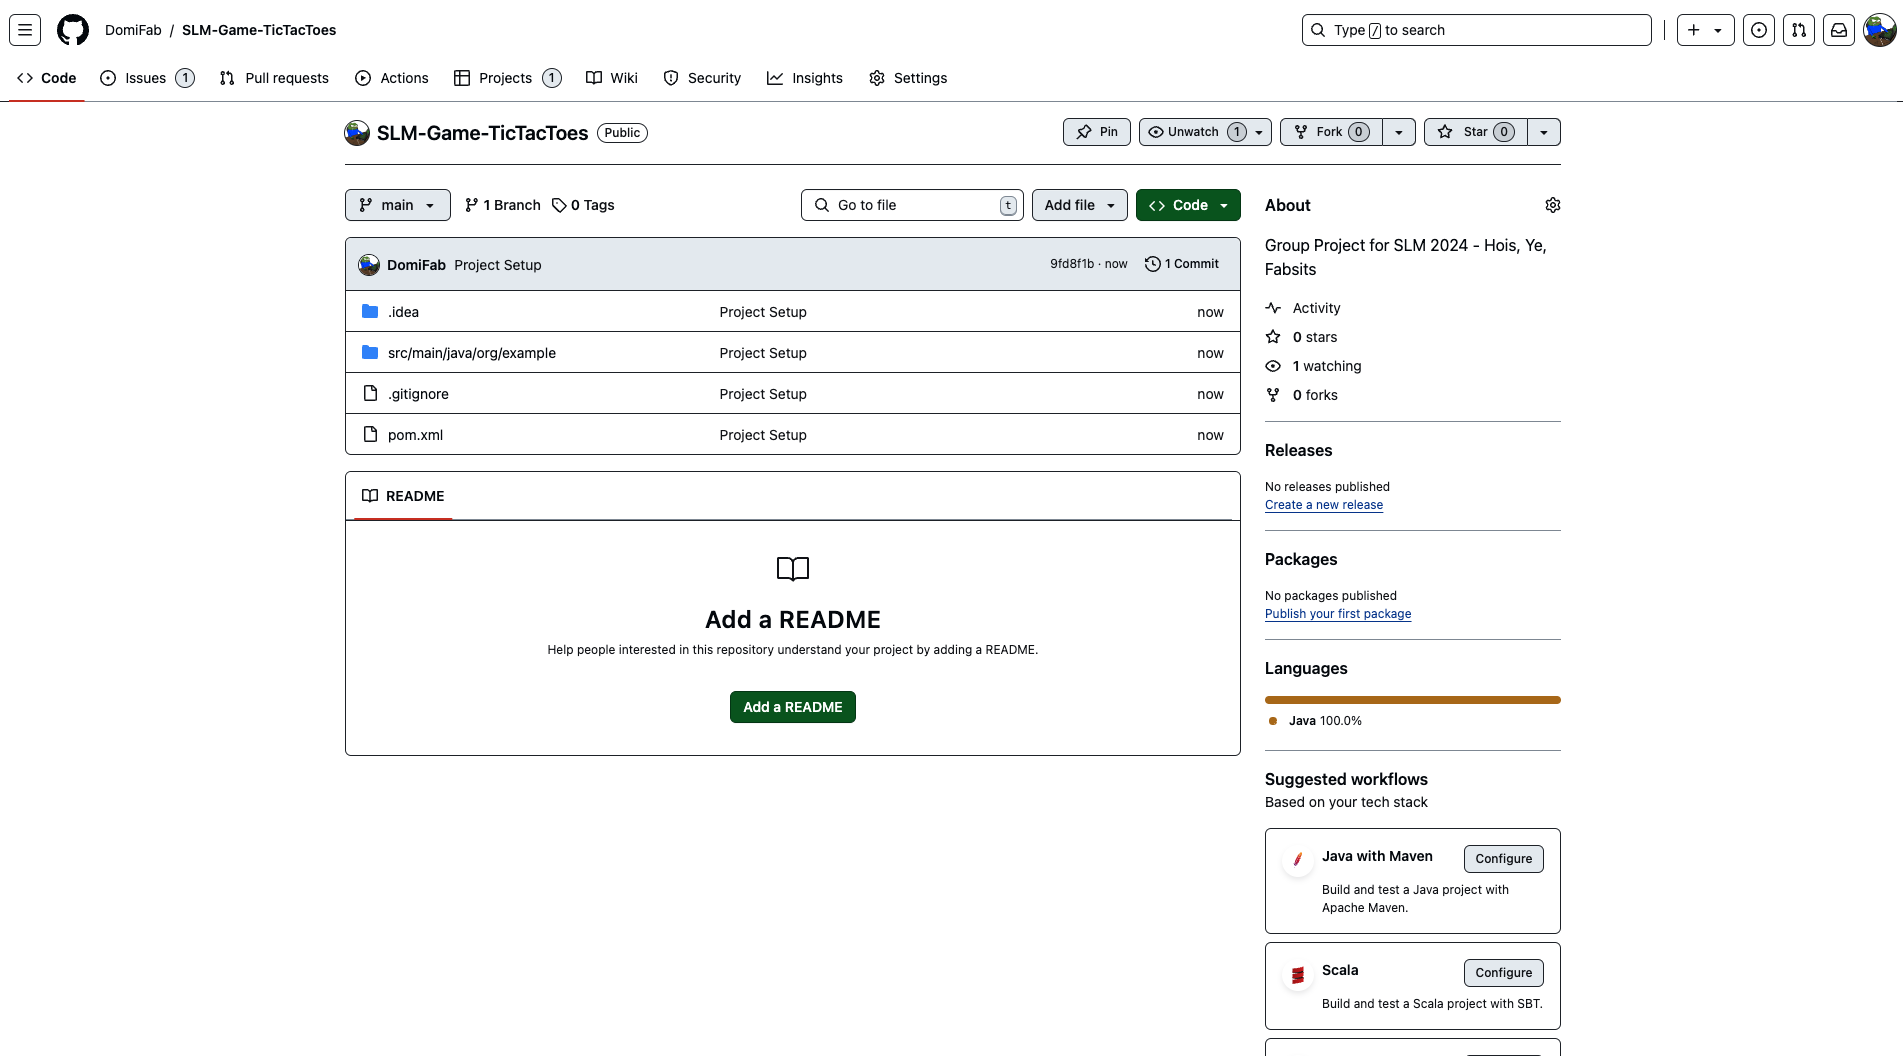 DomiFab / SLM-Game-TicTacToes
Type / to search
Code Issues 1 Pull requests Actions Projects 1 Wiki Security Insights Settings
SLM-Game-TicTacToes Public
Pin Unwatch 1 Fork 0 Star 0
main 1 Branch 0 Tags Go to file t Add file Code
DomiFab Project Setup 9fd8f1b · now 1 Commit
.idea Project Setup now
src/main/java/org/example Project Setup now
.gitignore Project Setup now
pom.xml Project Setup now
README
Add a README
Help people interested in this repository understand your project by adding a README.
Add a README
About
Group Project for SLM 2024 - Hois, Ye,
Fabsits
Activity
0 stars
1 watching
0 forks
Releases
No releases published
Create a new release
Packages
No packages published
Publish your first package
Languages
Java 100.0%
Suggested workflows
Based on your tech stack
Java with Maven Configure
Build and test a Java project with
Apache Maven.
Scala Configure
Build and test a Scala project with SBT.